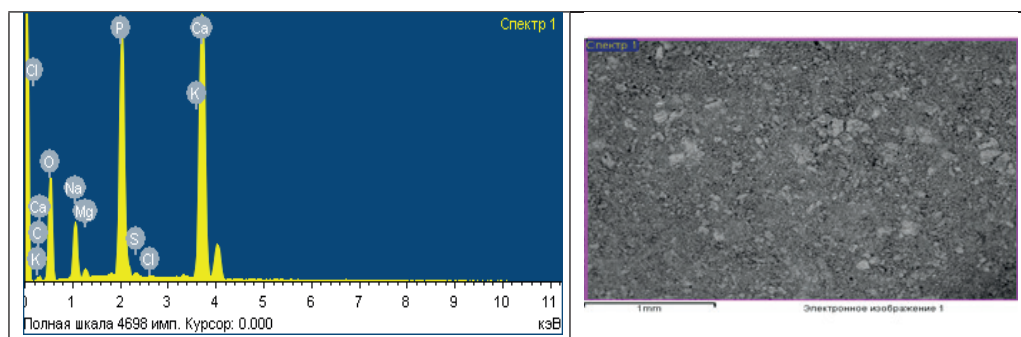 Спектр 1
P
Ca
Cl
K
O
Na
Ca
Mg
C
S
K
Cl
0 1 2 3 4 5 6 7 8 9 10 11
Полная шкала 4698 имп. Курсор: 0.000 кэВ
Спектр 1
1mm Электронное изображение 1